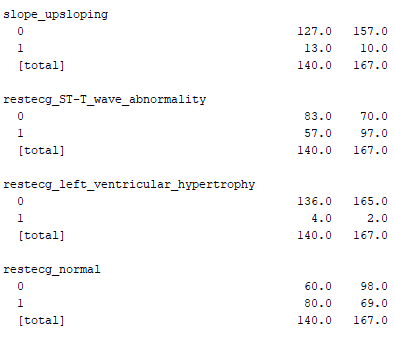 slope_upsloping
0 127.0 157.0
1 13.0 10.0
[total] 140.0 167.0
restecg_ST-T_wave_abnormality
0 83.0 70.0
1 57.0 97.0
[total] 140.0 167.0
restecg_left_ventricular_hypertrophy
0 136.0 165.0
1 4.0 2.0
[total] 140.0 167.0
restecg_normal
0 60.0 98.0
1 80.0 69.0
[total] 140.0 167.0